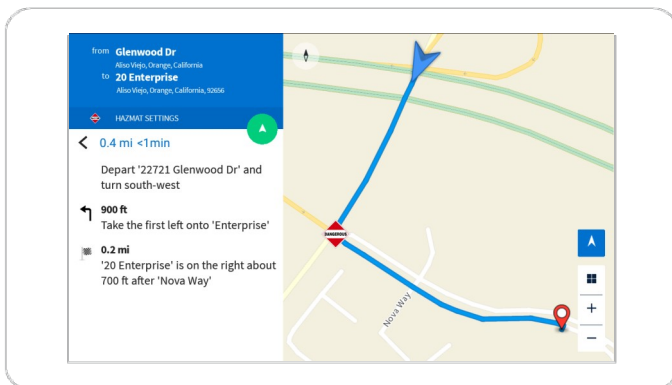 from Glenwood Dr
Aliso Viejo, Orange, California
to 20 Enterprise
Aliso Viejo, Orange, California, 92656
HAZMAT SETTINGS
0.4 mi <1min
Depart '22721 Glenwood Dr' and
turn south-west
900 ft
Take the first left onto 'Enterprise'
0.2 mi
'20 Enterprise' is on the right about
700 ft after 'Nova Way'
DANGEROUS
Nova Way